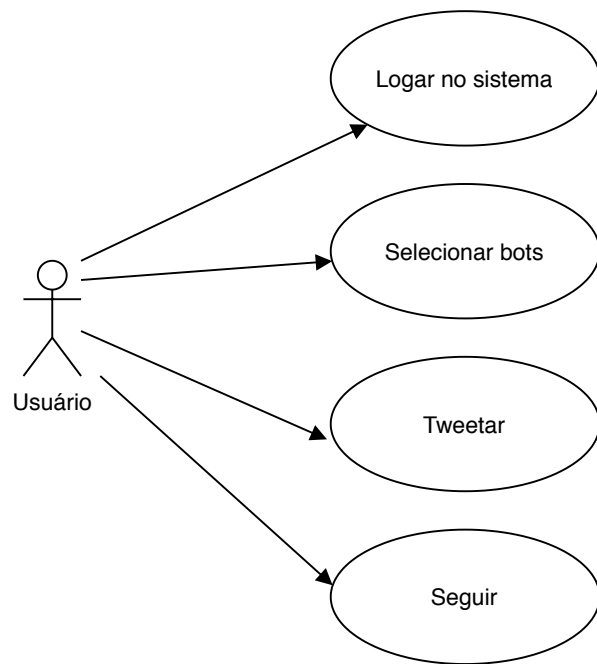 Logar no sistema
Selecionar bots
Usuário
Tweetar
Seguir